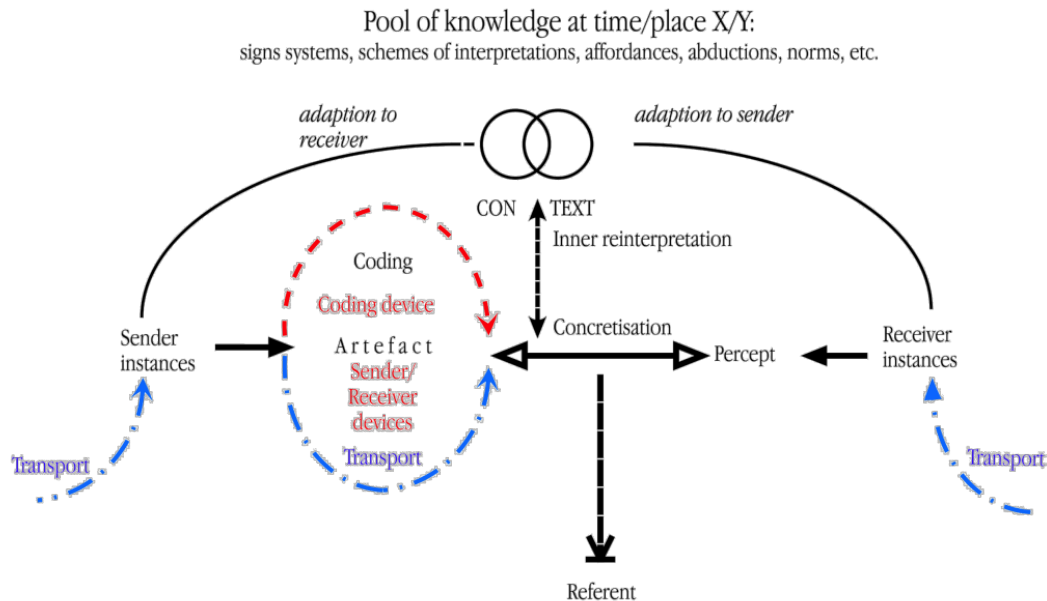 Pool of knowledge at time/place X/Y:
signs systems, schemes of interpretations, affordances, abductions, norms, etc.
adaption to
receiver
adaption to sender
CON TEXT
Inner reinterpretation
Coding
Coding device
Concretisation
Sender
instances
Artefact
Sender/
Receiver
devices
Percept
Receiver
instances
Transport
Transport
Transport
Referent